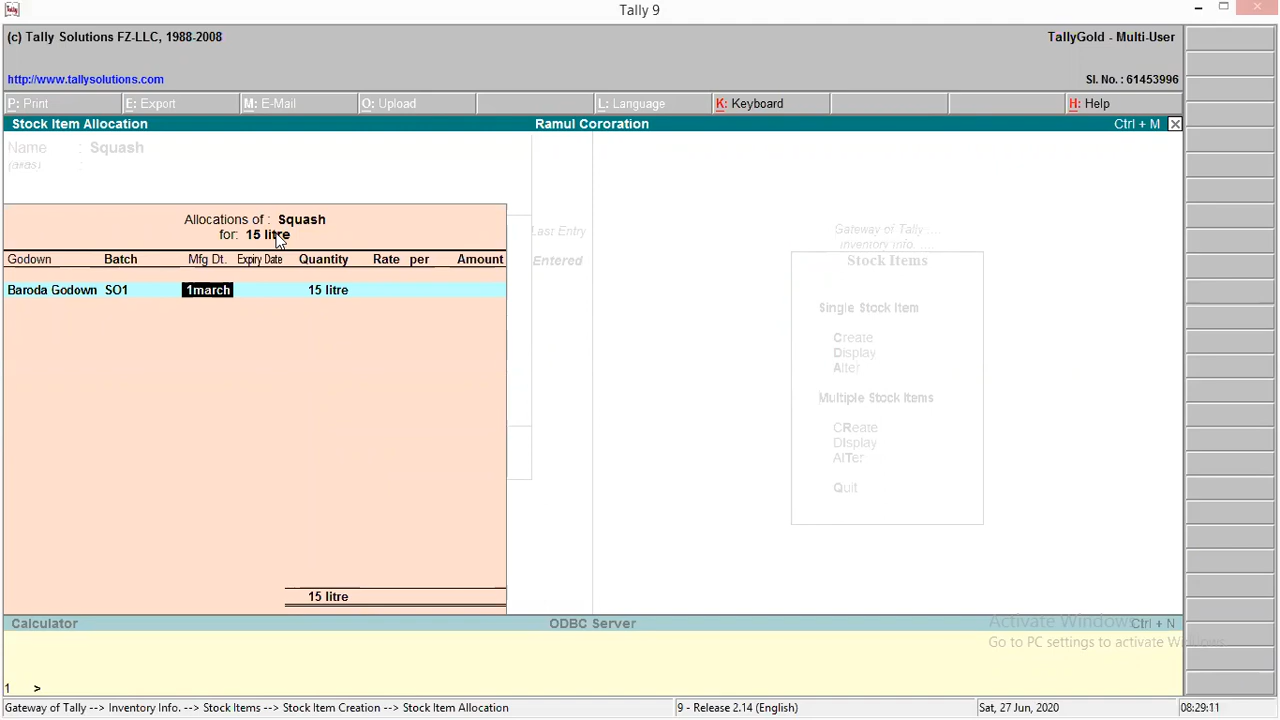 Tally 9
(c) Tally Solutions FZ-LLC, 1988-2008
TallyGold - Multi-User
http://www.tallysolutions.com
Sl. No. : 61453996
P: Print E: Export M: E-Mail O: Upload L: Language K: Keyboard H: Help
Stock Item Allocation Ramul Cororation Ctrl + M
Name : Squash
(alias) :
Allocations of : Squash
for: 15 litre
Godown Batch Mfg Dt. Expiry Date Quantity Rate per Amount
Baroda Godown SO1 1march 15 litre
15 litre
Last Entry
Entered
Gateway of Tally ....
Inventory Info. ....
Stock Items
Single Stock Item
Create
Display
Alter
Multiple Stock Items
CReate
DIsplay
AlTer
Quit
Calculator ODBC Server Ctrl + N
Activate Windows
Go to PC settings to activate Windows.
1 >
Gateway of Tally --> Inventory Info. --> Stock Items --> Stock Item Creation --> Stock Item Allocation
9 - Release 2.14 (English)
Sat, 27 Jun, 2020
08:29:11